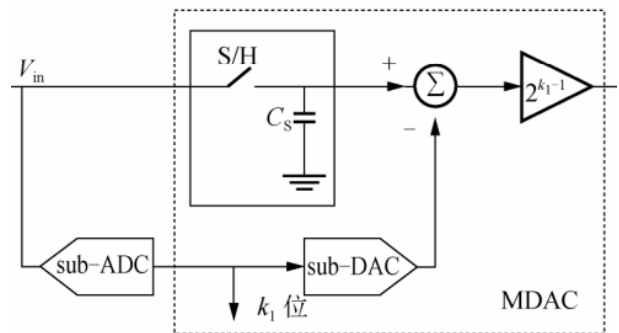 V_in
S/H
C_S
+
Σ
−
2^{k_1−1}
sub-ADC
sub-DAC
k_1 位
MDAC